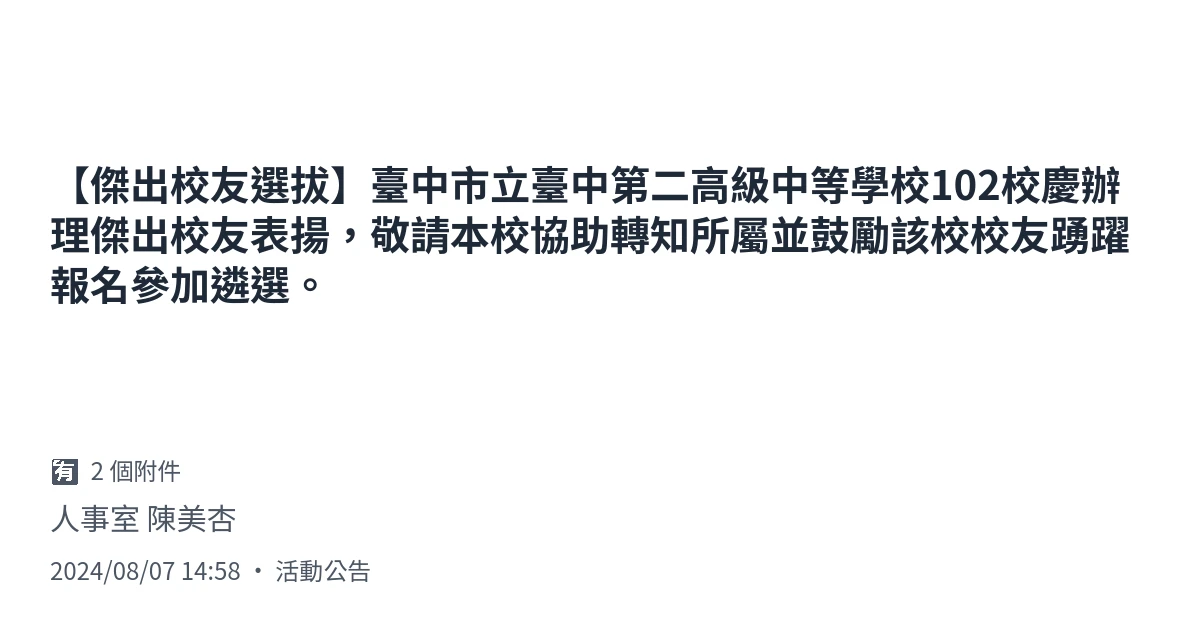 【傑出校友選拔】臺中市立臺中第二高級中等學校102校慶辦
理傑出校友表揚，敬請本校協助轉知所屬並鼓勵該校校友踴躍
報名參加遴選。
有 2 個附件
人事室 陳美杏
2024/08/07 14:58 • 活動公告